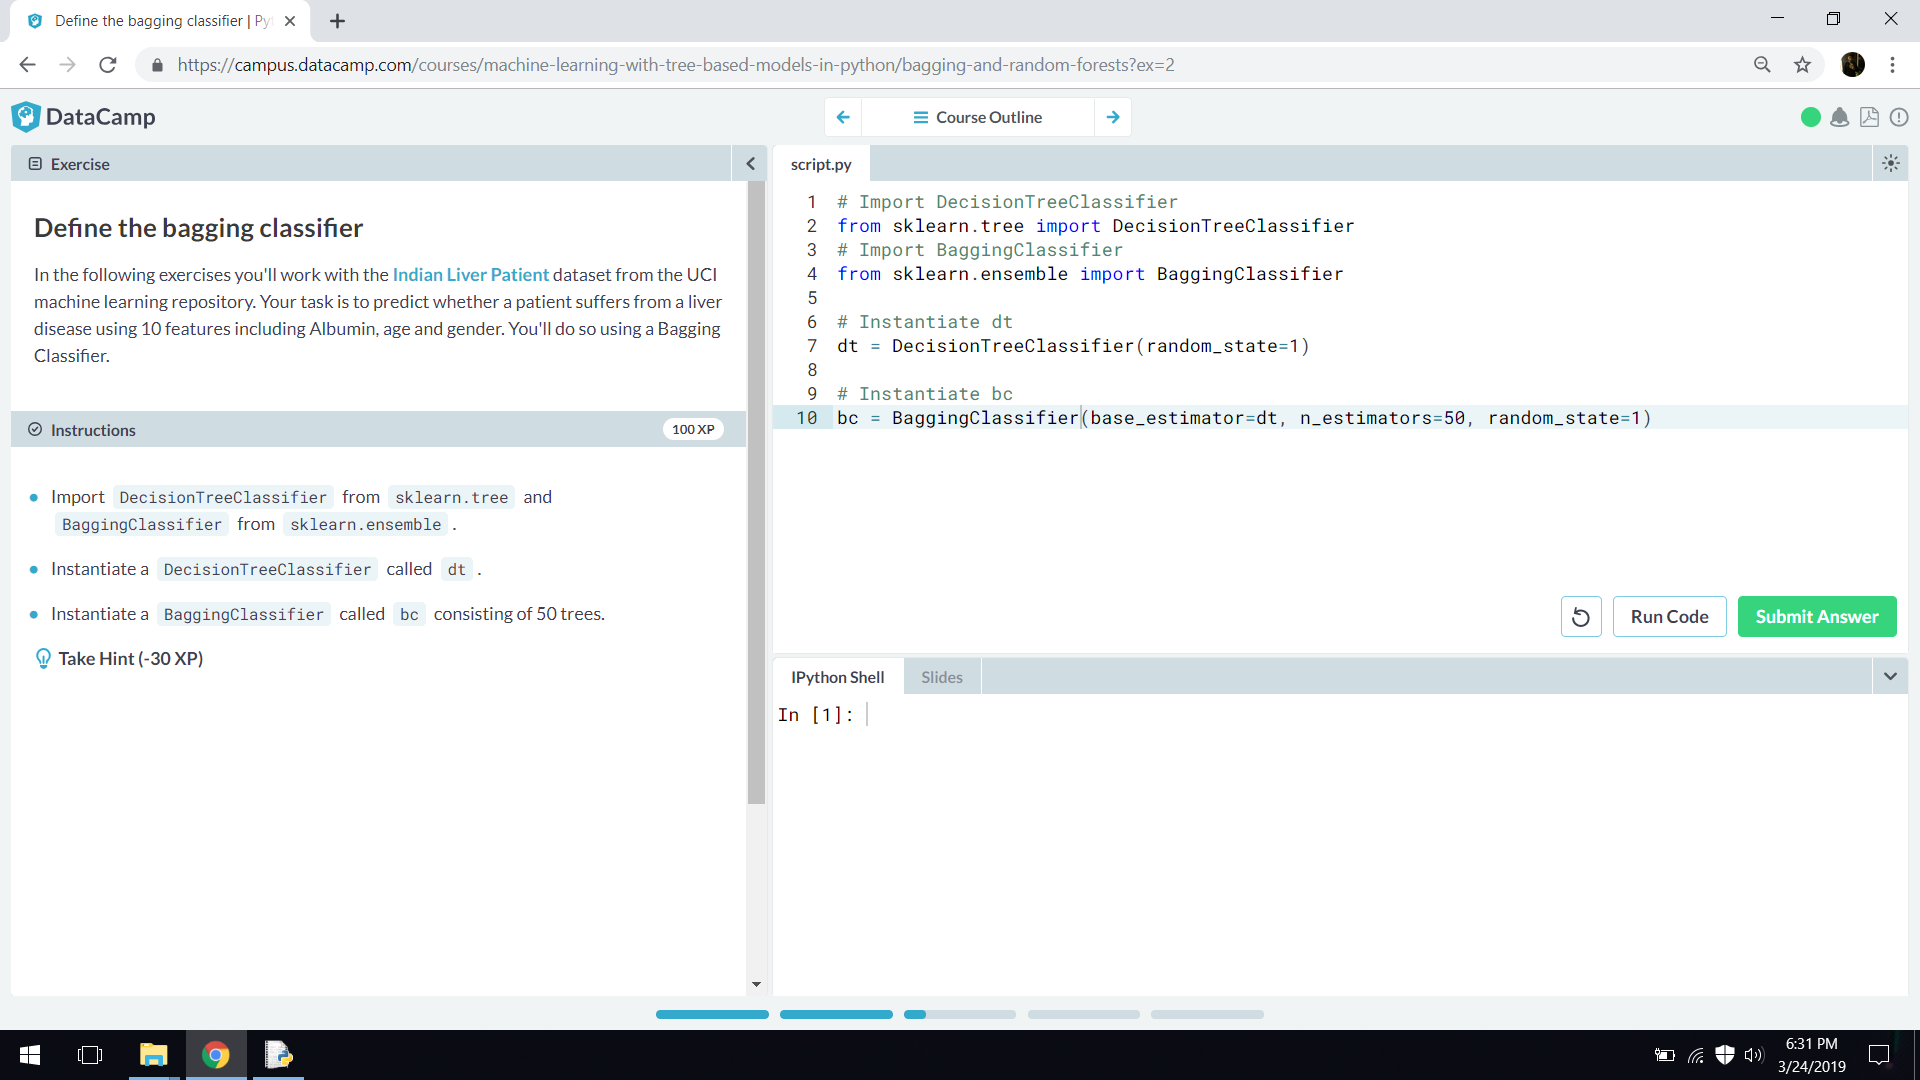 Define the bagging classifier | Py
https://campus.datacamp.com/courses/machine-learning-with-tree-based-models-in-python/bagging-and-random-forests?ex=2
DataCamp
Course Outline
Exercise
script.py
Define the bagging classifier
In the following exercises you'll work with the Indian Liver Patient dataset from the UCI
machine learning repository. Your task is to predict whether a patient suffers from a liver
disease using 10 features including Albumin, age and gender. You'll do so using a Bagging
Classifier.
Instructions
100 XP
Import DecisionTreeClassifier from sklearn.tree and
BaggingClassifier from sklearn.ensemble .
Instantiate a DecisionTreeClassifier called dt .
Instantiate a BaggingClassifier called bc consisting of 50 trees.
Take Hint (-30 XP)
1 # Import DecisionTreeClassifier
2 from sklearn.tree import DecisionTreeClassifier
3 # Import BaggingClassifier
4 from sklearn.ensemble import BaggingClassifier
5
6 # Instantiate dt
7 dt = DecisionTreeClassifier(random_state=1)
8
9 # Instantiate bc
10 bc = BaggingClassifier(base_estimator=dt, n_estimators=50, random_state=1)
Run Code
Submit Answer
IPython Shell
Slides
In [1]:
6:31 PM
3/24/2019